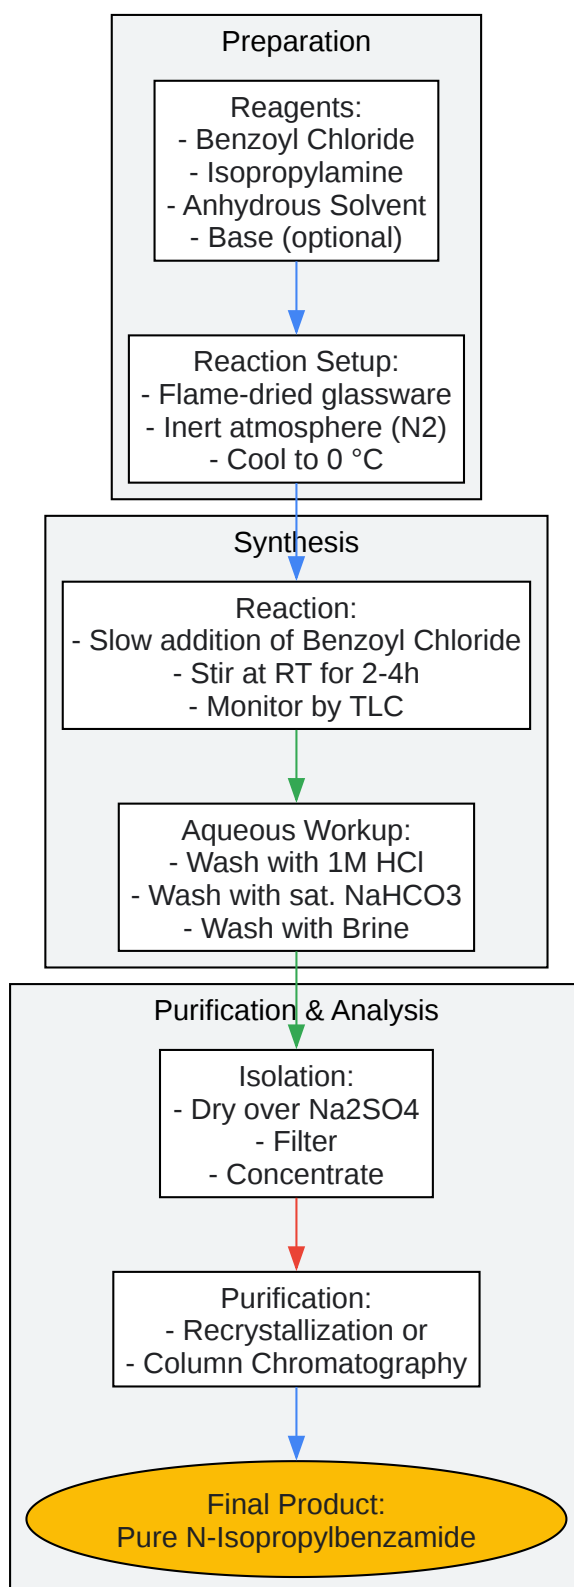 Preparation
Reagents:
- Benzoyl Chloride
- Isopropylamine
- Anhydrous Solvent
- Base (optional)
Reaction Setup:
- Flame-dried glassware
- Inert atmosphere (N2)
- Cool to 0 °C
Synthesis
Reaction:
- Slow addition of Benzoyl Chloride
- Stir at RT for 2-4h
- Monitor by TLC
Aqueous Workup:
- Wash with 1M HCl
- Wash with sat. NaHCO3
- Wash with Brine
Purification & Analysis
Isolation:
- Dry over Na2SO4
- Filter
- Concentrate
Purification:
- Recrystallization or
- Column Chromatography
Final Product:
Pure N-Isopropylbenzamide